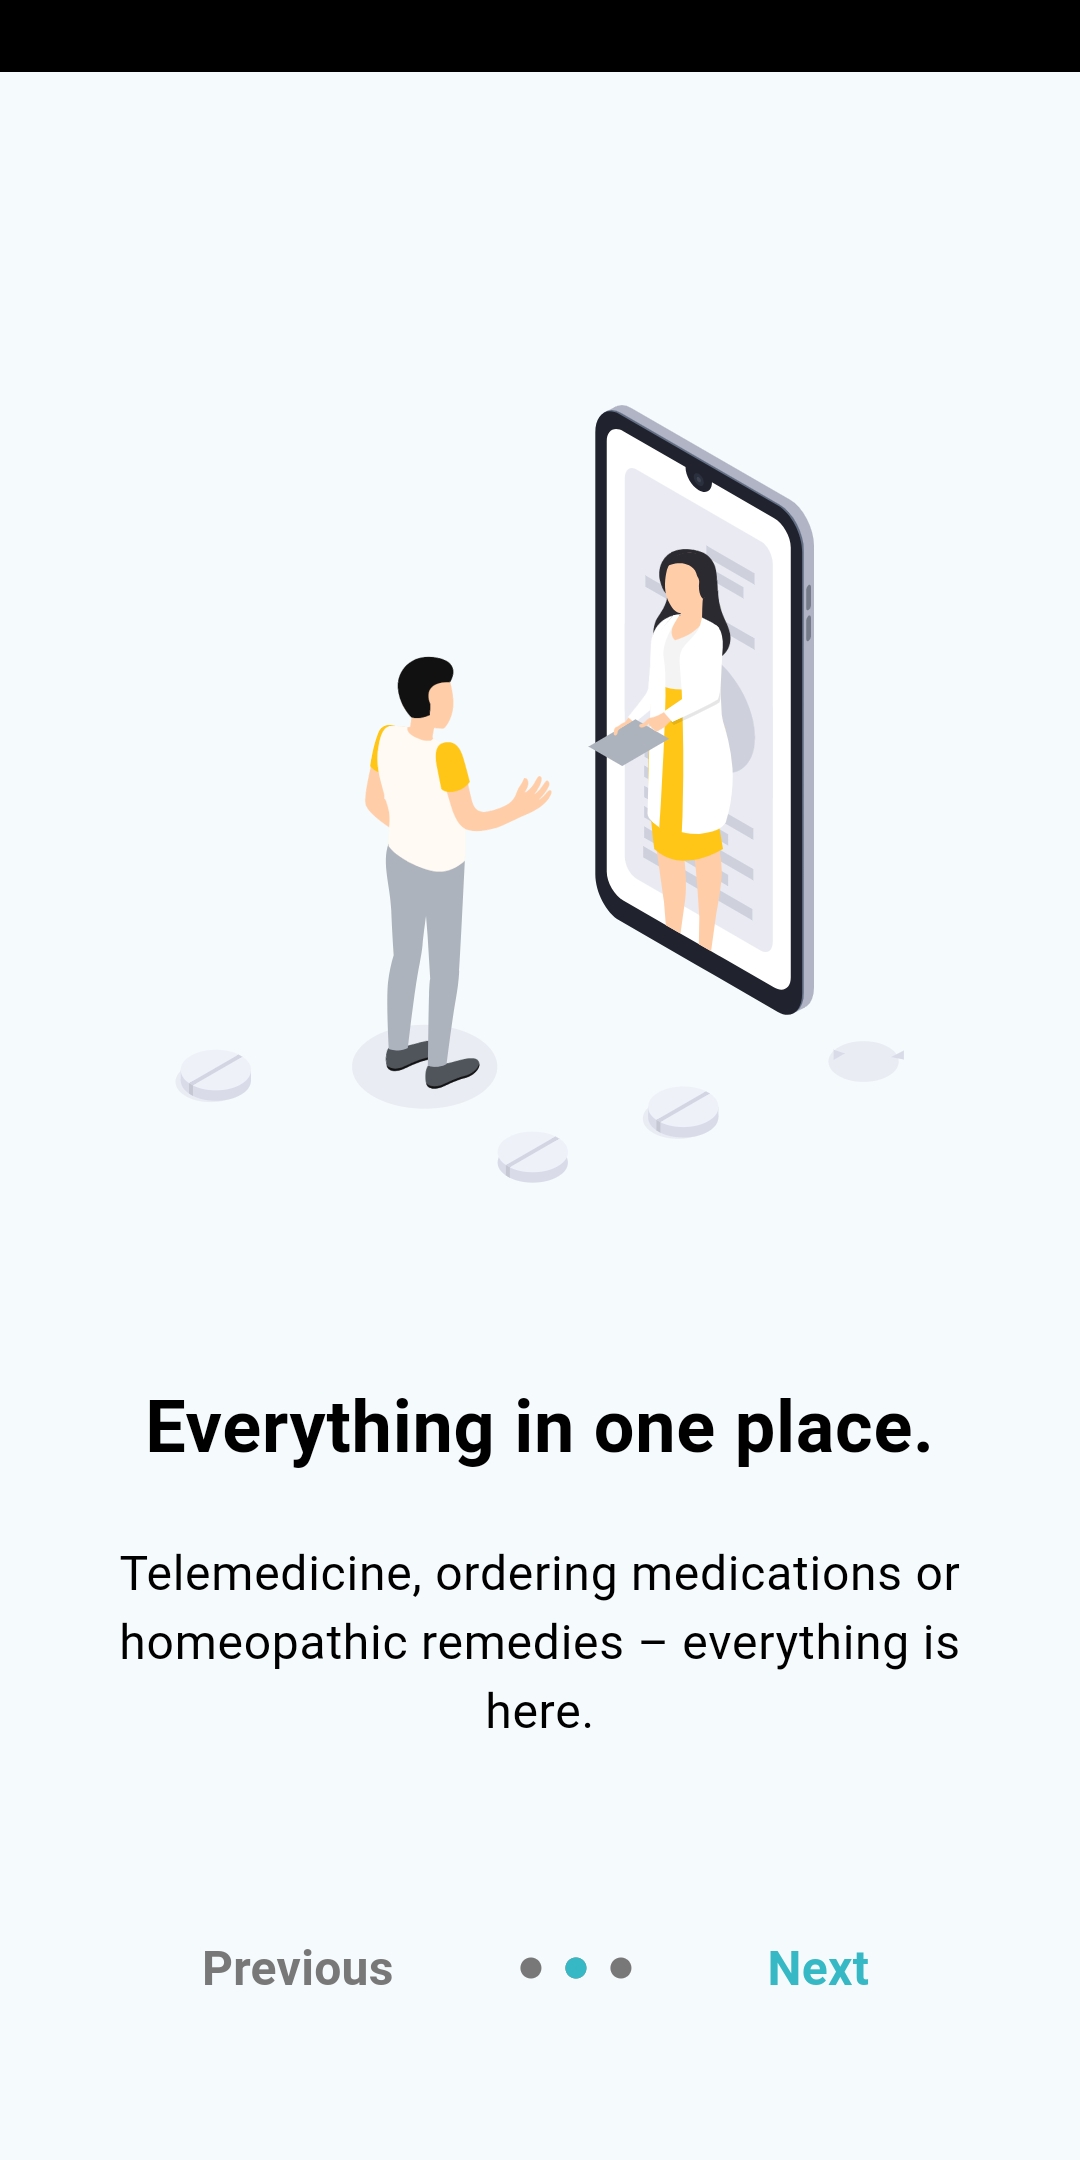 Everything in one place.
Telemedicine, ordering medications or
homeopathic remedies – everything is
here.
Previous
Next